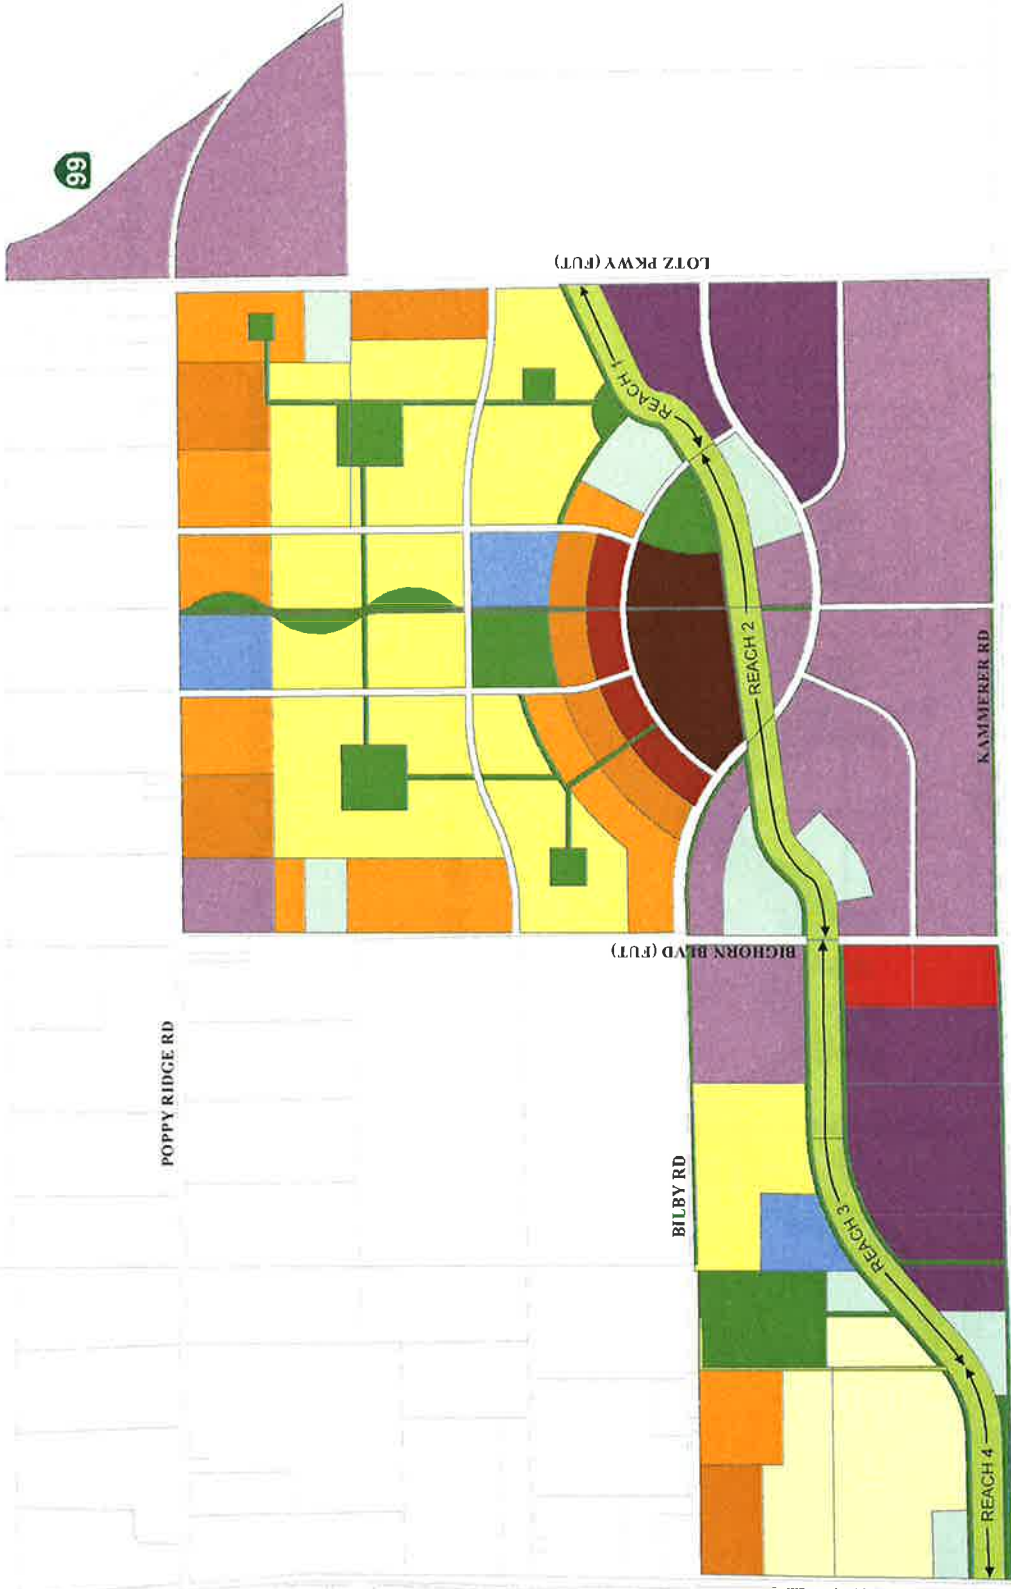 99
LOTZ PKWY (FUT)
REACH 1
REACH 2
KAMMERER RD
BIGHORN BLVD (FUT)
POPPY RIDGE RD
BILBY RD
REACH 3
REACH 4